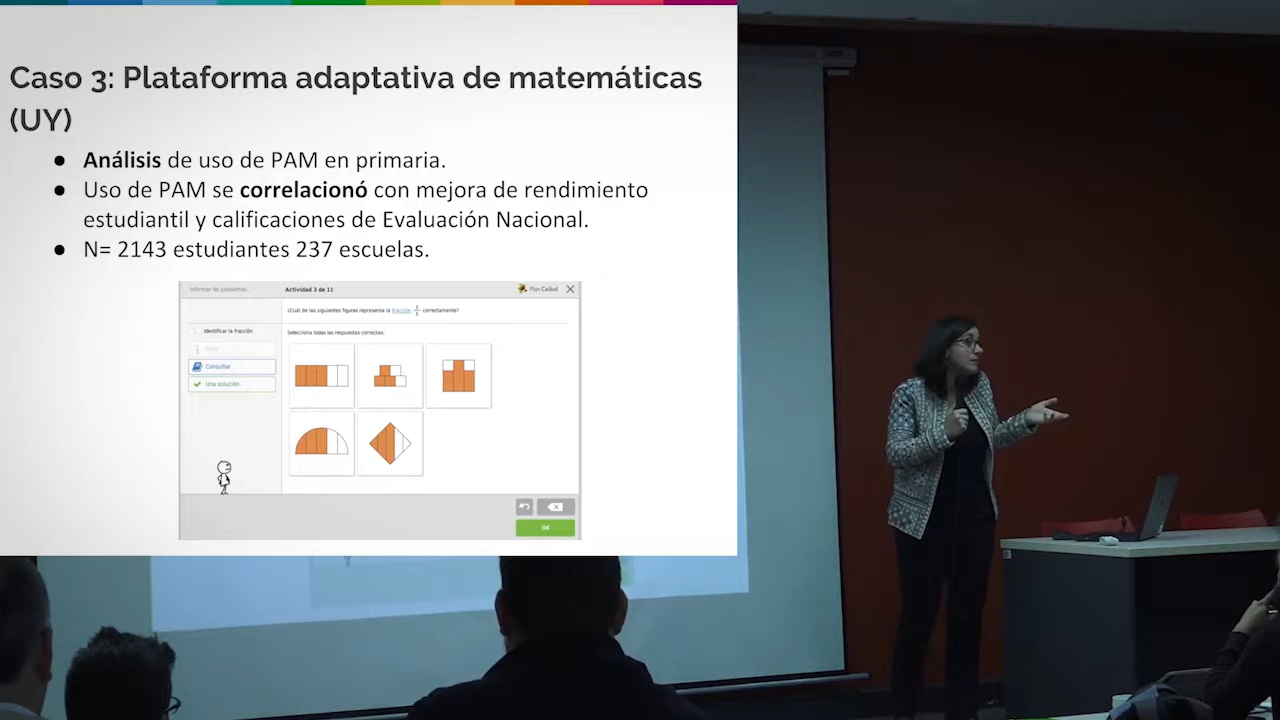 Caso 3: Plataforma adaptativa de matemáticas
(UY)
● Análisis de uso de PAM en primaria.
● Uso de PAM se correlacionó con mejora de rendimiento
estudiantil y calificaciones de Evaluación Nacional.
● N= 2143 estudiantes 237 escuelas.
Informar de problemas
Actividad 3 de 11
Plan Ceibal
¿Cuál de las siguientes figuras representa la fracción correctamente?
Selecciona todas las respuestas correctas:
Identificar la fracción
Consultar
Una solución
OK